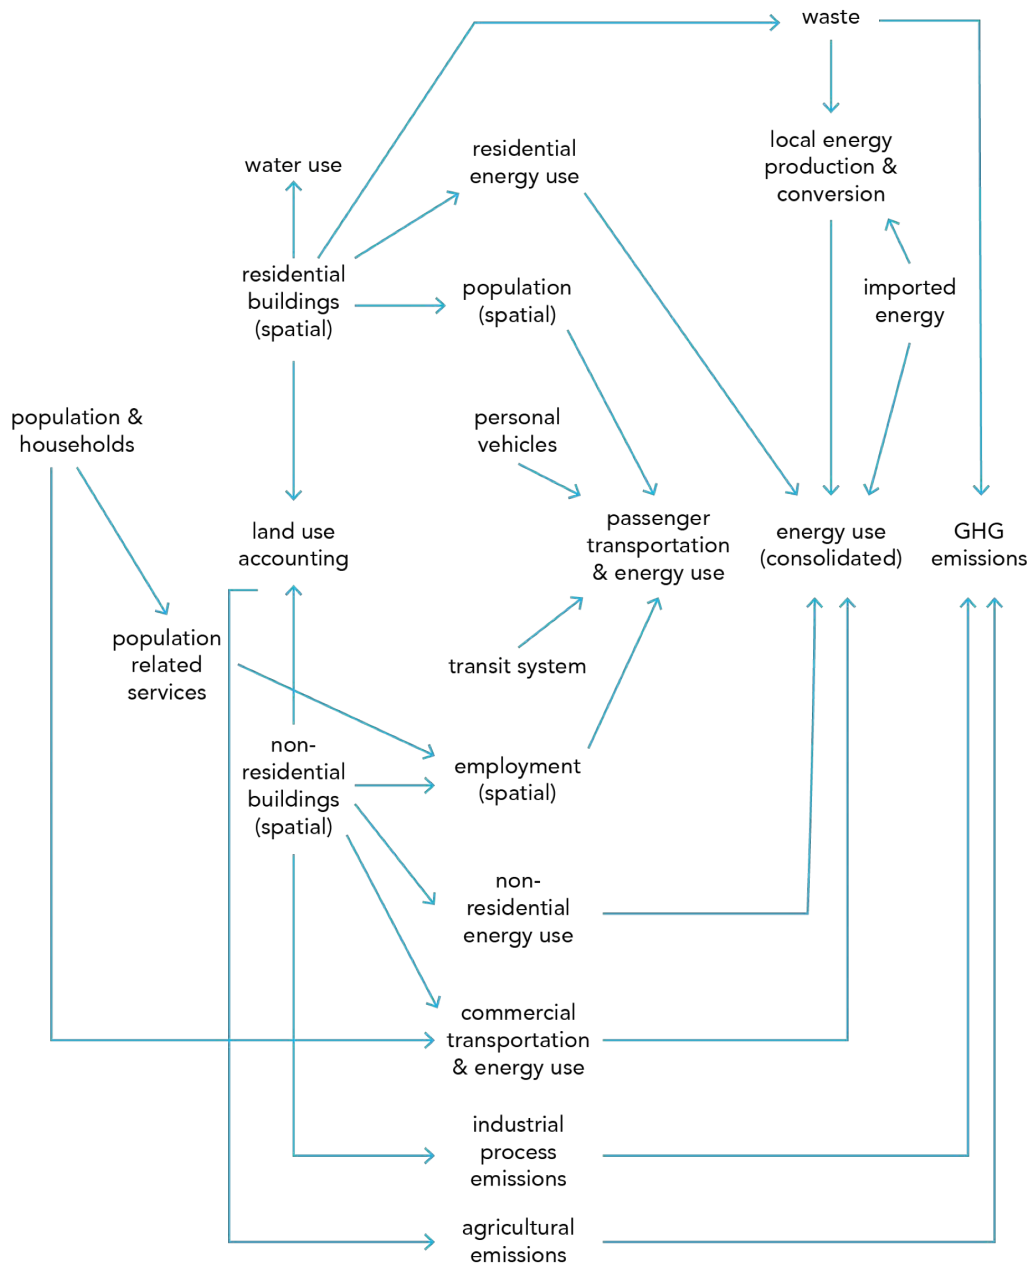 waste
local energy
production &
conversion
residential
energy use
water use
residential
buildings
(spatial)
population
(spatial)
imported
energy
population &
households
personal
vehicles
land use
accounting
passenger
transportation
& energy use
energy use
(consolidated)
GHG
emissions
population
related
services
transit system
non-
residential
buildings
(spatial)
employment
(spatial)
non-
residential
energy use
commercial
transportation
& energy use
industrial
process
emissions
agricultural
emissions